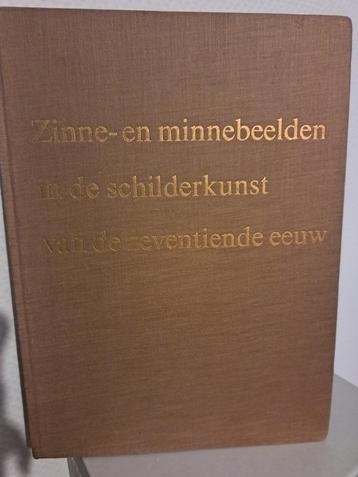 Zinne- en minnebeelden
in de schilderkunst
van de zeventiende eeuw